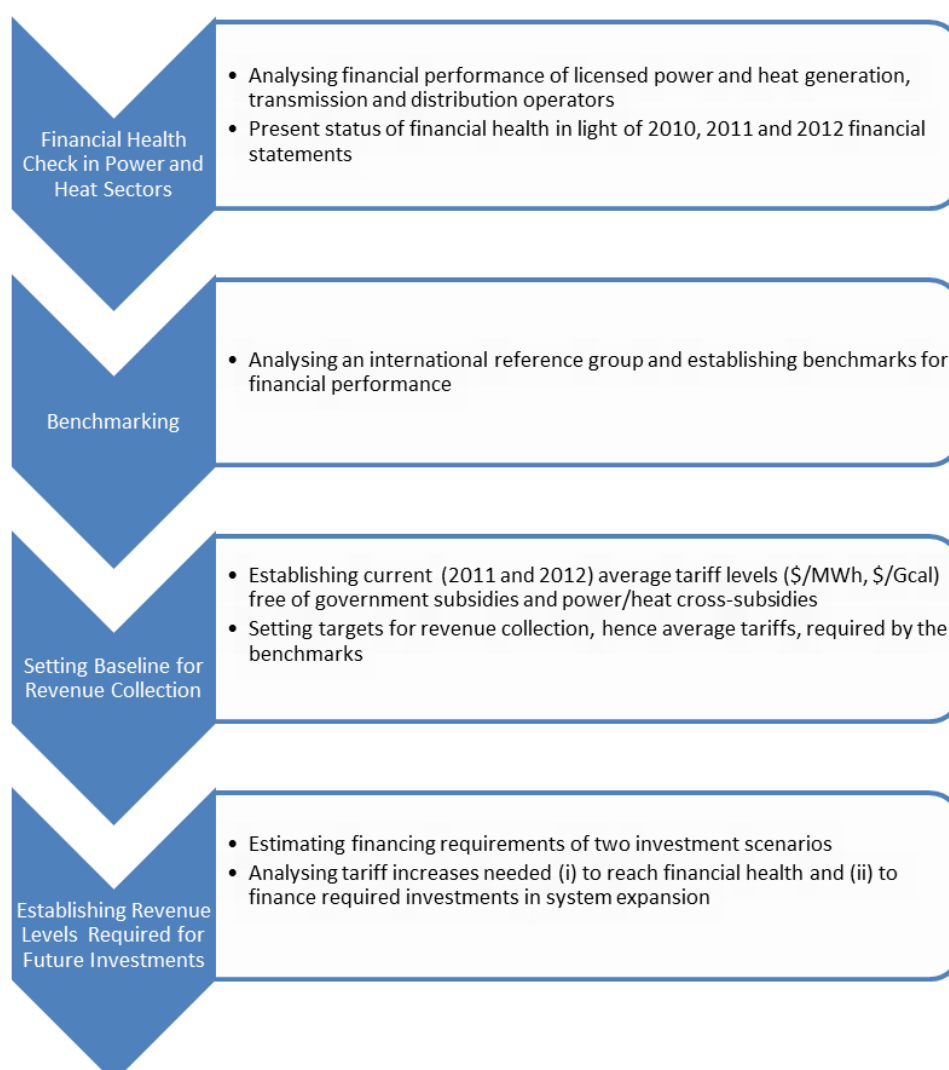 Financial Health
Check in Power and
Heat Sectors
• Analysing financial performance of licensed power and heat generation,
transmission and distribution operators
• Present status of financial health in light of 2010, 2011 and 2012 financial
statements
Benchmarking
• Analysing an international reference group and establishing benchmarks for
financial performance
Setting Baseline for
Revenue Collection
• Establishing current (2011 and 2012) average tariff levels ($/MWh, $/Gcal)
free of government subsidies and power/heat cross-subsidies
• Setting targets for revenue collection, hence average tariffs, required by the
benchmarks
Establishing Revenue
Levels Required for
Future Investments
• Estimating financing requirements of two investment scenarios
• Analysing tariff increases needed (i) to reach financial health and (ii) to
finance required investments in system expansion